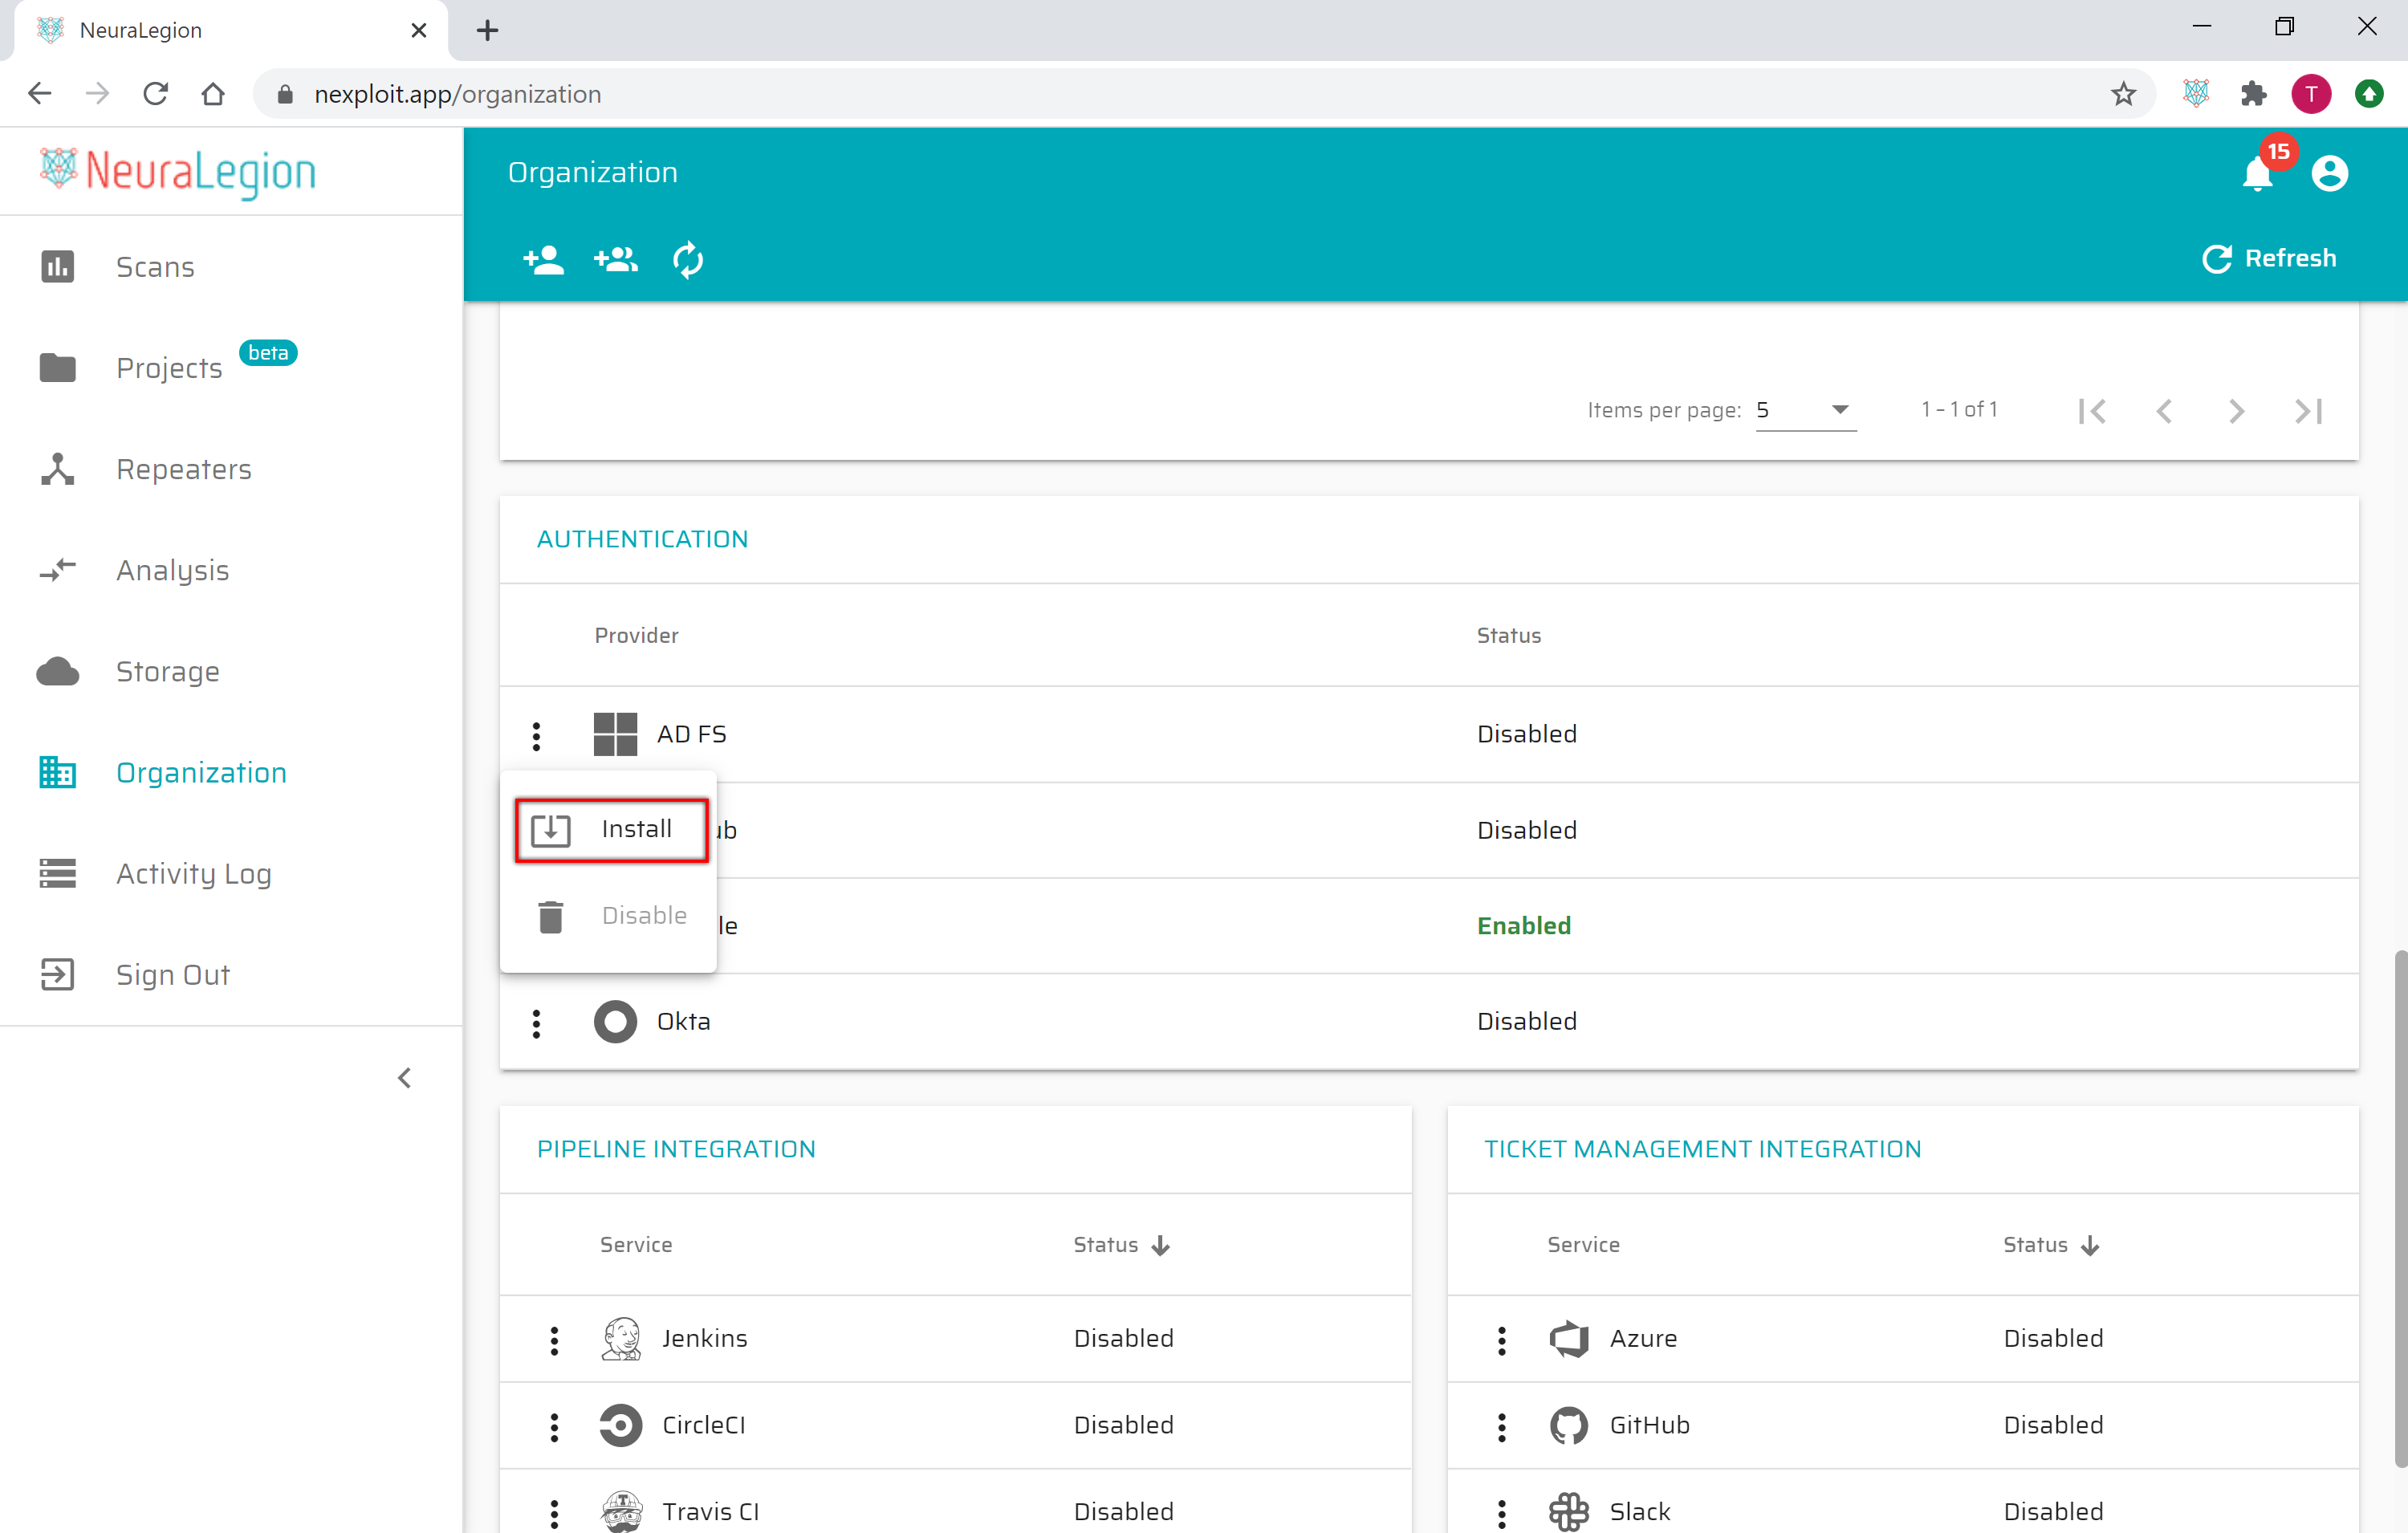 NeuraLegion
nexploit.app/organization
T
NeuraLegion
Organization
15
Refresh
Scans
Projects beta
Repeaters
Analysis
Storage
Organization
Activity Log
Sign Out
Items per page: 5 1 – 1 of 1
AUTHENTICATION
Provider Status
AD FS Disabled
Install ub Disabled
Disable le Enabled
Okta Disabled
PIPELINE INTEGRATION
Service Status
Jenkins Disabled
CircleCI Disabled
Travis CI Disabled
TICKET MANAGEMENT INTEGRATION
Service Status
Azure Disabled
GitHub Disabled
Slack Disabled